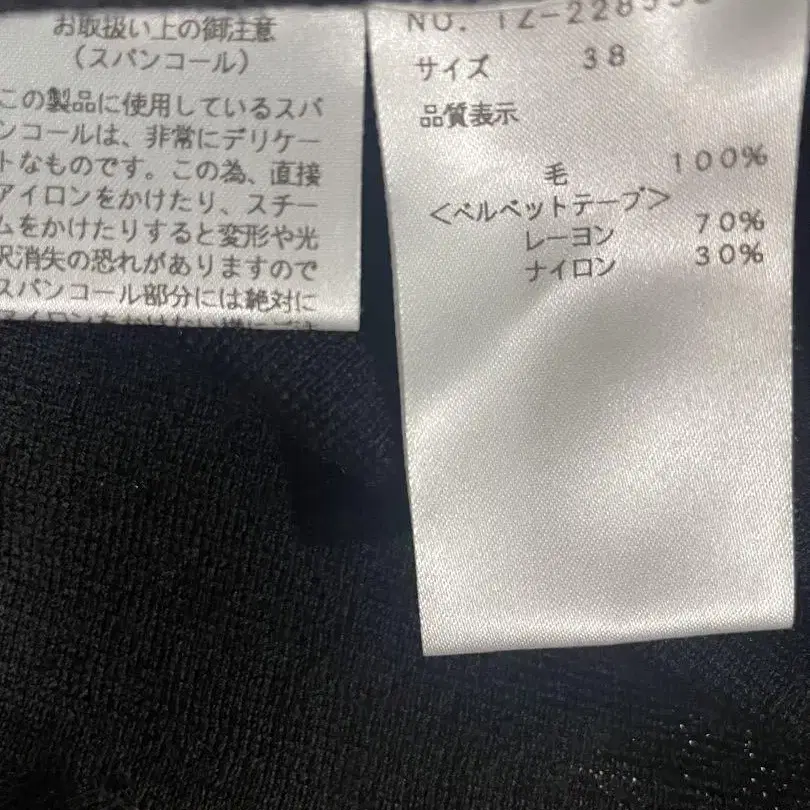 お取扱い上の御注意
(スパンコール)
この製品に使用しているスパ
ンコールは、非常にデリケー
トなものです。この為、直接
アイロンをかけたり、スチー
ムをかけたりすると変形や光
沢消失の恐れがありますので
スパンコール部分には絶対に
NO. TZ-2285
サイズ 38
品質表示
毛 100%
<ベルベットテープ>
レーヨン 70%
ナイロン 30%